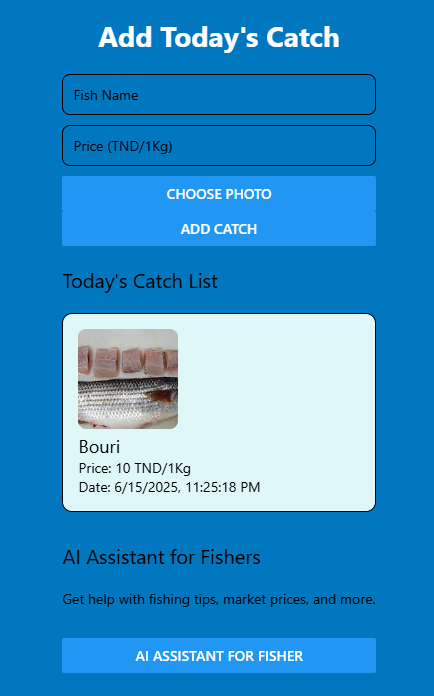 Add Today's Catch
Fish Name
Price (TND/1Kg)
CHOOSE PHOTO
ADD CATCH
Today's Catch List
Bouri
Price: 10 TND/1Kg
Date: 6/15/2025, 11:25:18 PM
AI Assistant for Fishers
Get help with fishing tips, market prices, and more.
AI ASSISTANT FOR FISHER